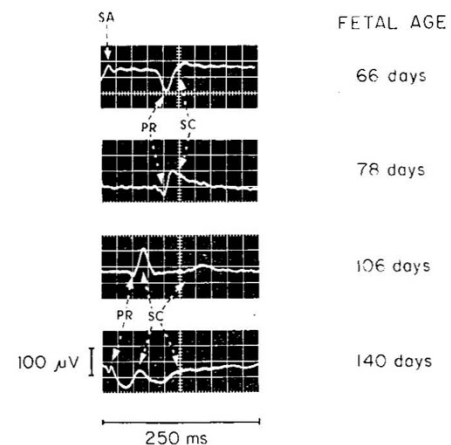 SA
FETAL AGE
66 days
PR SC
78 days
106 days
PR SC
100 μV
140 days
250 ms